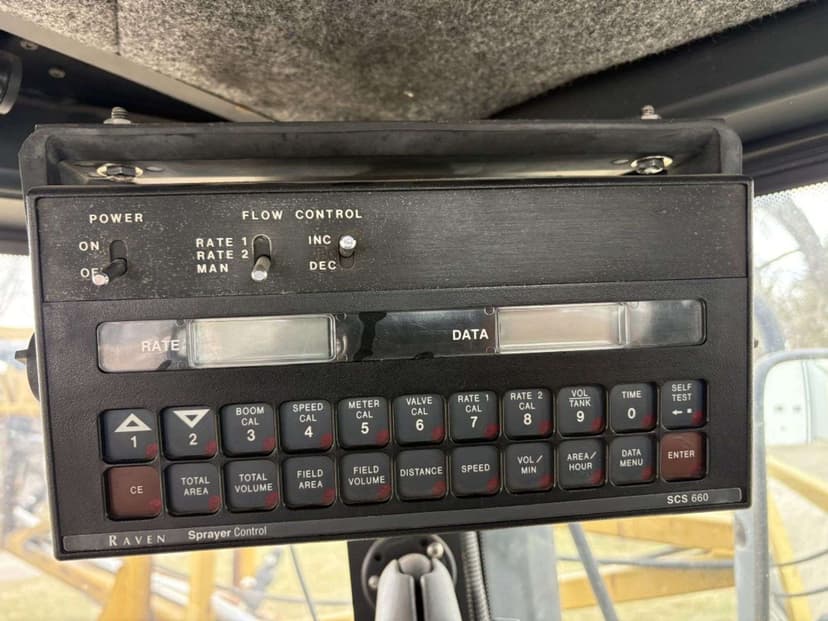 POWER
FLOW CONTROL
ON
OFF
RATE 1
RATE 2
MAN
INC
DEC
RATE
DATA
1
2
BOOM CAL 3
SPEED CAL 4
METER CAL 5
VALVE CAL 6
RATE 1 CAL 7
RATE 2 CAL 8
VOL TANK 9
TIME 0
SELF TEST
CE
TOTAL AREA
TOTAL VOLUME
FIELD AREA
FIELD VOLUME
DISTANCE
SPEED
VOL / MIN
AREA / HOUR
DATA MENU
ENTER
RAVEN Sprayer Control
SCS 660